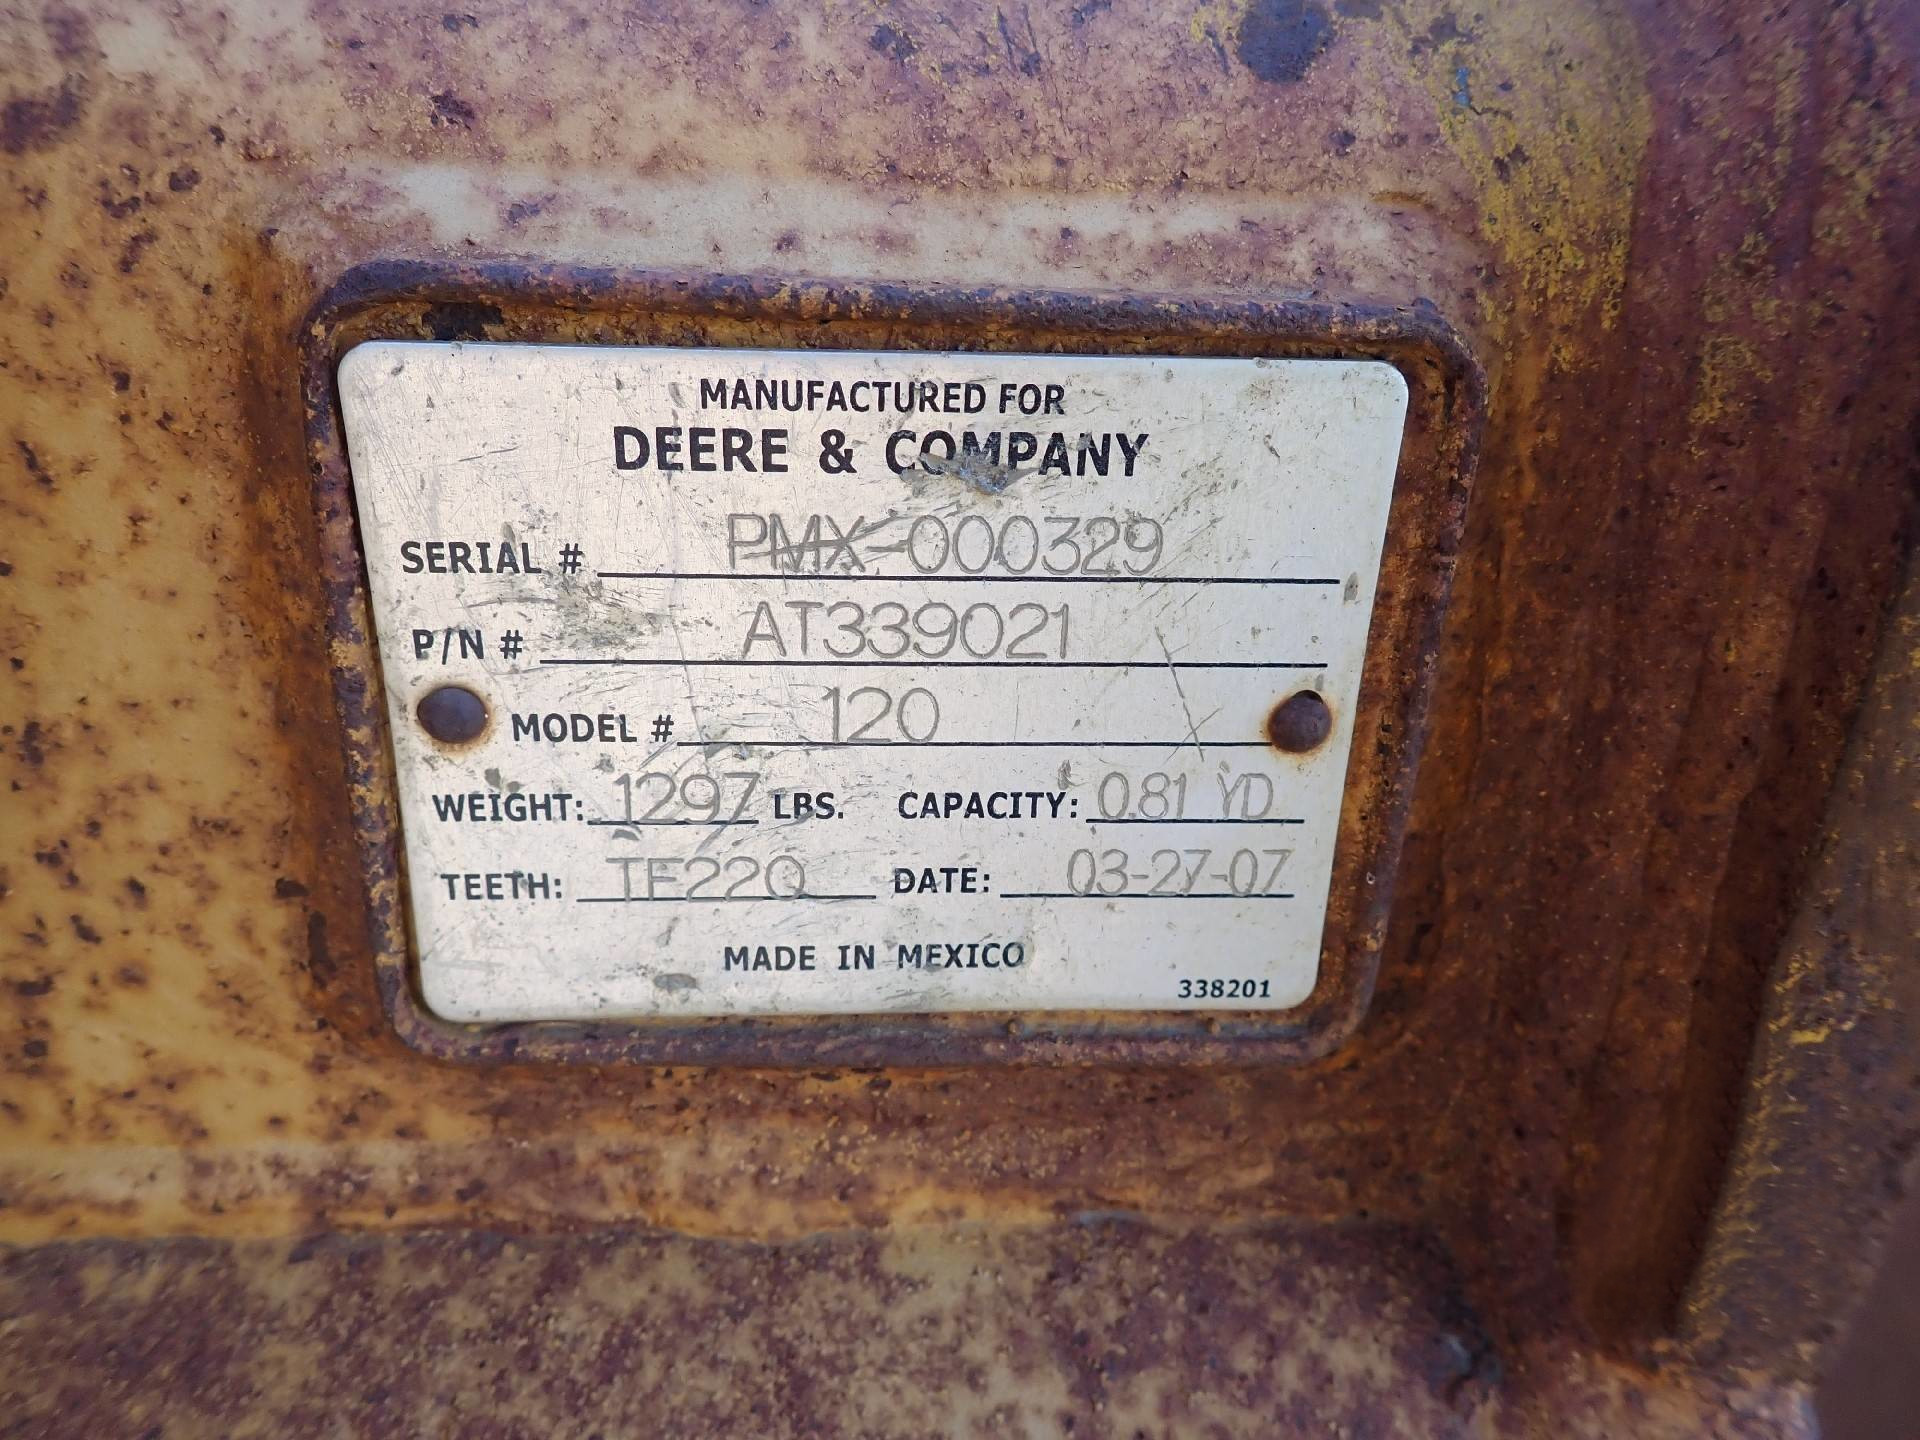 MANUFACTURED FOR
DEERE & COMPANY
SERIAL # PMX-000329
P/N # AT339021
MODEL # 120
WEIGHT: 1297 LBS. CAPACITY: 0.81 YD
TEETH: TF220 DATE: 03-27-07
MADE IN MEXICO
338201